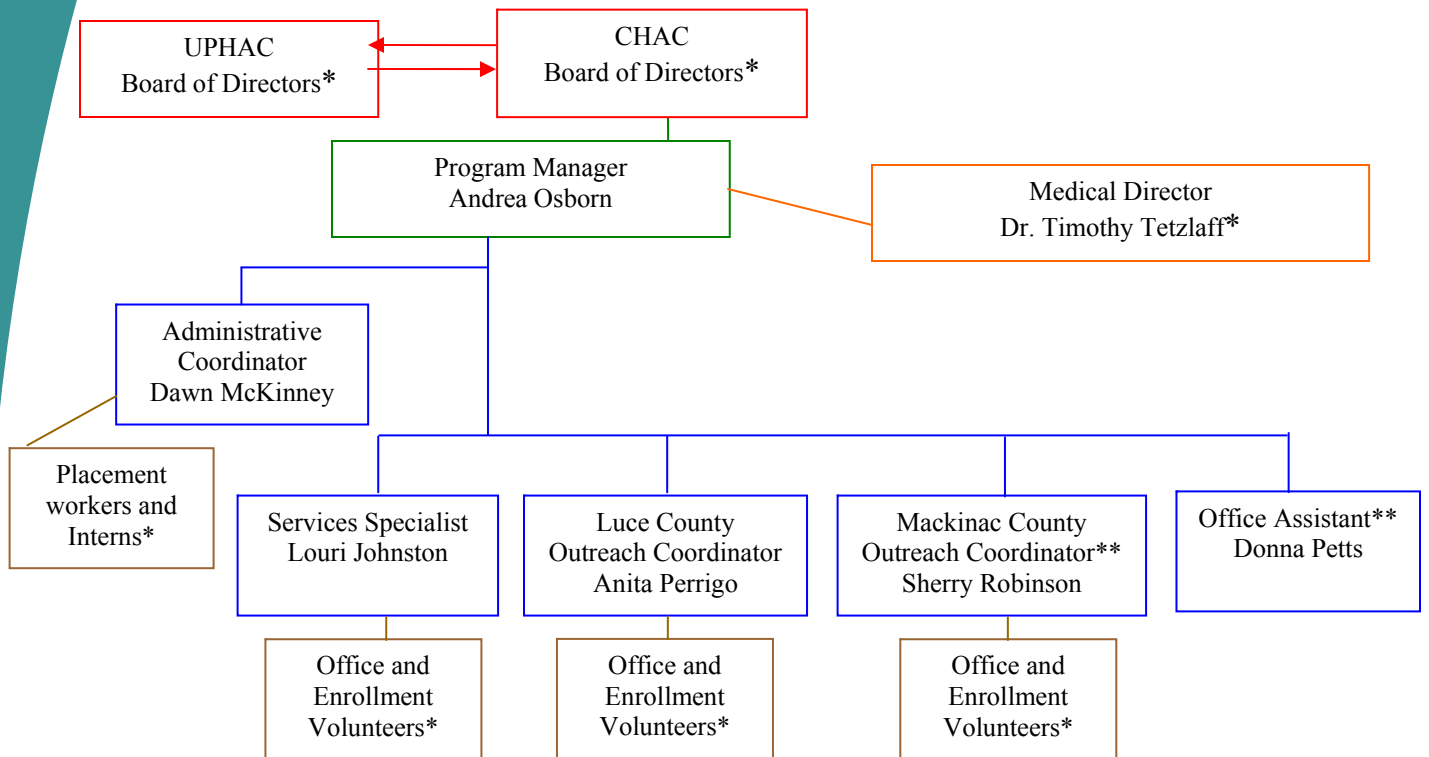 UPHAC
Board of Directors*
CHAC
Board of Directors*
Program Manager
Andrea Osborn
Medical Director
Dr. Timothy Tetzlaff*
Administrative
Coordinator
Dawn McKinney
Placement
workers and
Interns*
Services Specialist
Louri Johnston
Luce County
Outreach Coordinator
Anita Perrigo
Mackinac County
Outreach Coordinator**
Sherry Robinson
Office Assistant**
Donna Petts
Office and
Enrollment
Volunteers*
Office and
Enrollment
Volunteers*
Office and
Enrollment
Volunteers*